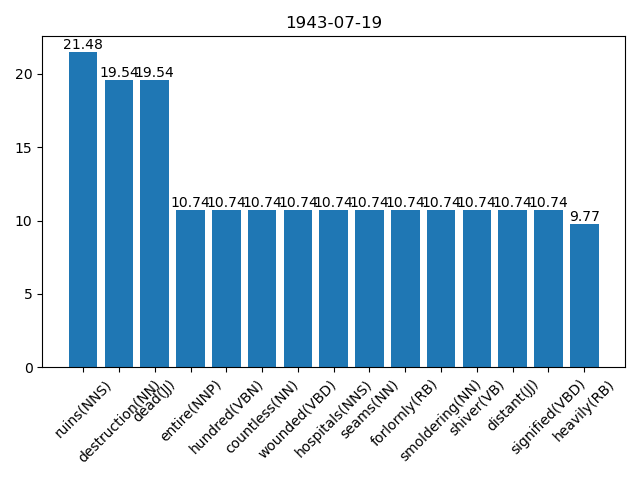 1943-07-19
21.48
19.54
19.54
10.74
10.74
10.74
10.74
10.74
10.74
10.74
10.74
10.74
10.74
10.74
9.77
20
15
10
5
0
ruins(NNS)
destruction(NN)
dead(JJ)
entire(NNP)
hundred(VBN)
countless(NN)
wounded(VBD)
hospitals(NNS)
seams(NN)
forlornly(RB)
smoldering(NN)
shiver(VB)
distant(JJ)
signified(VBD)
heavily(RB)